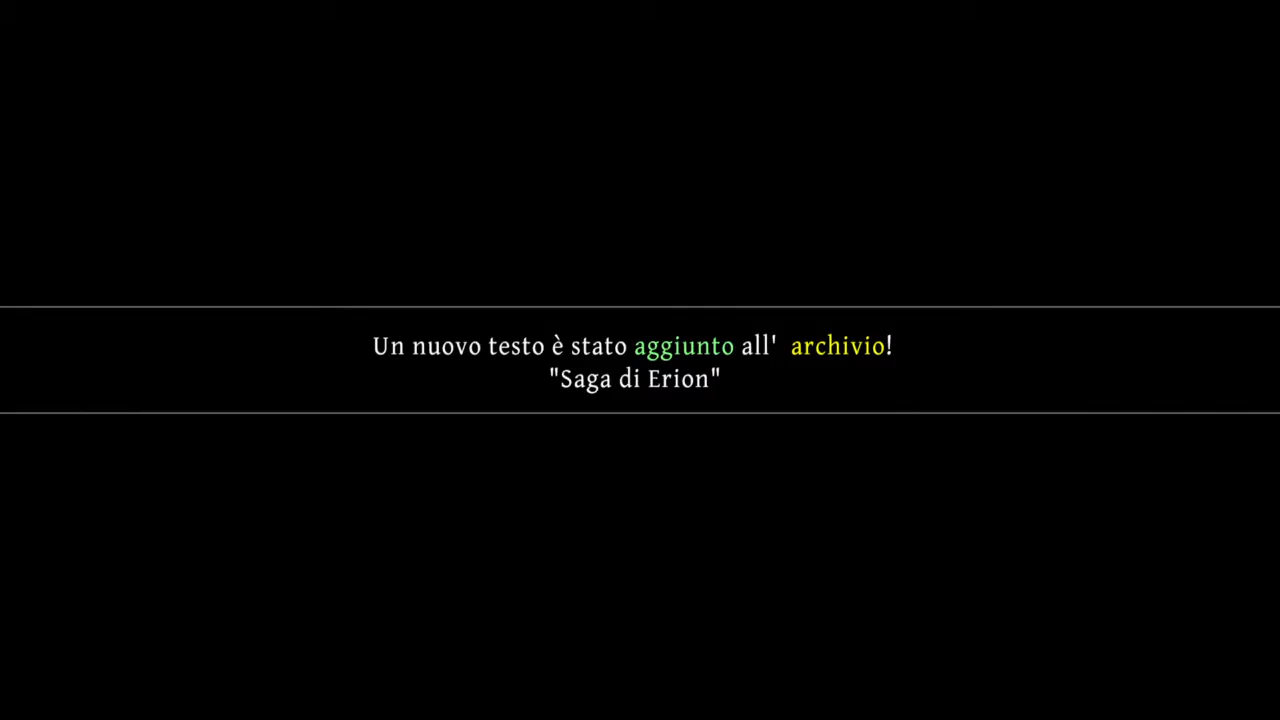 Un nuovo testo è stato aggiunto all' archivio!
"Saga di Erion"